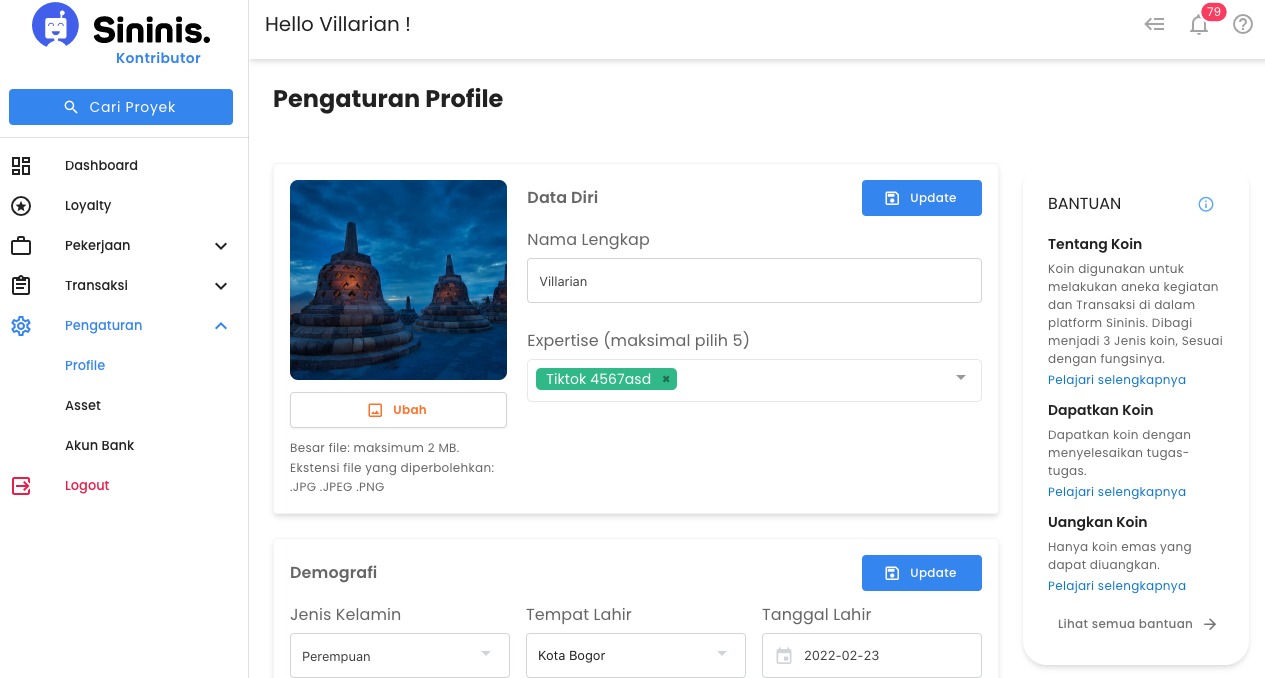 Sininis.
Kontributor
Cari Proyek
Dashboard
Loyalty
Pekerjaan
Transaksi
Pengaturan
Profile
Asset
Akun Bank
Logout
Hello Villarian !
79
Pengaturan Profile
Ubah
Besar file: maksimum 2 MB.
Ekstensi file yang diperbolehkan:
.JPG .JPEG .PNG
Data Diri
Update
Nama Lengkap
Villarian
Expertise (maksimal pilih 5)
Tiktok 4567asd ×
Demografi
Update
Jenis Kelamin
Perempuan
Tempat Lahir
Kota Bogor
Tanggal Lahir
2022-02-23
BANTUAN
Tentang Koin
Koin digunakan untuk
melakukan aneka kegiatan
dan Transaksi di dalam
platform Sininis. Dibagi
menjadi 3 Jenis koin, Sesuai
dengan fungsinya.
Pelajari selengkapnya
Dapatkan Koin
Dapatkan koin dengan
menyelesaikan tugas-
tugas.
Pelajari selengkapnya
Uangkan Koin
Hanya koin emas yang
dapat diuangkan.
Pelajari selengkapnya
Lihat semua bantuan